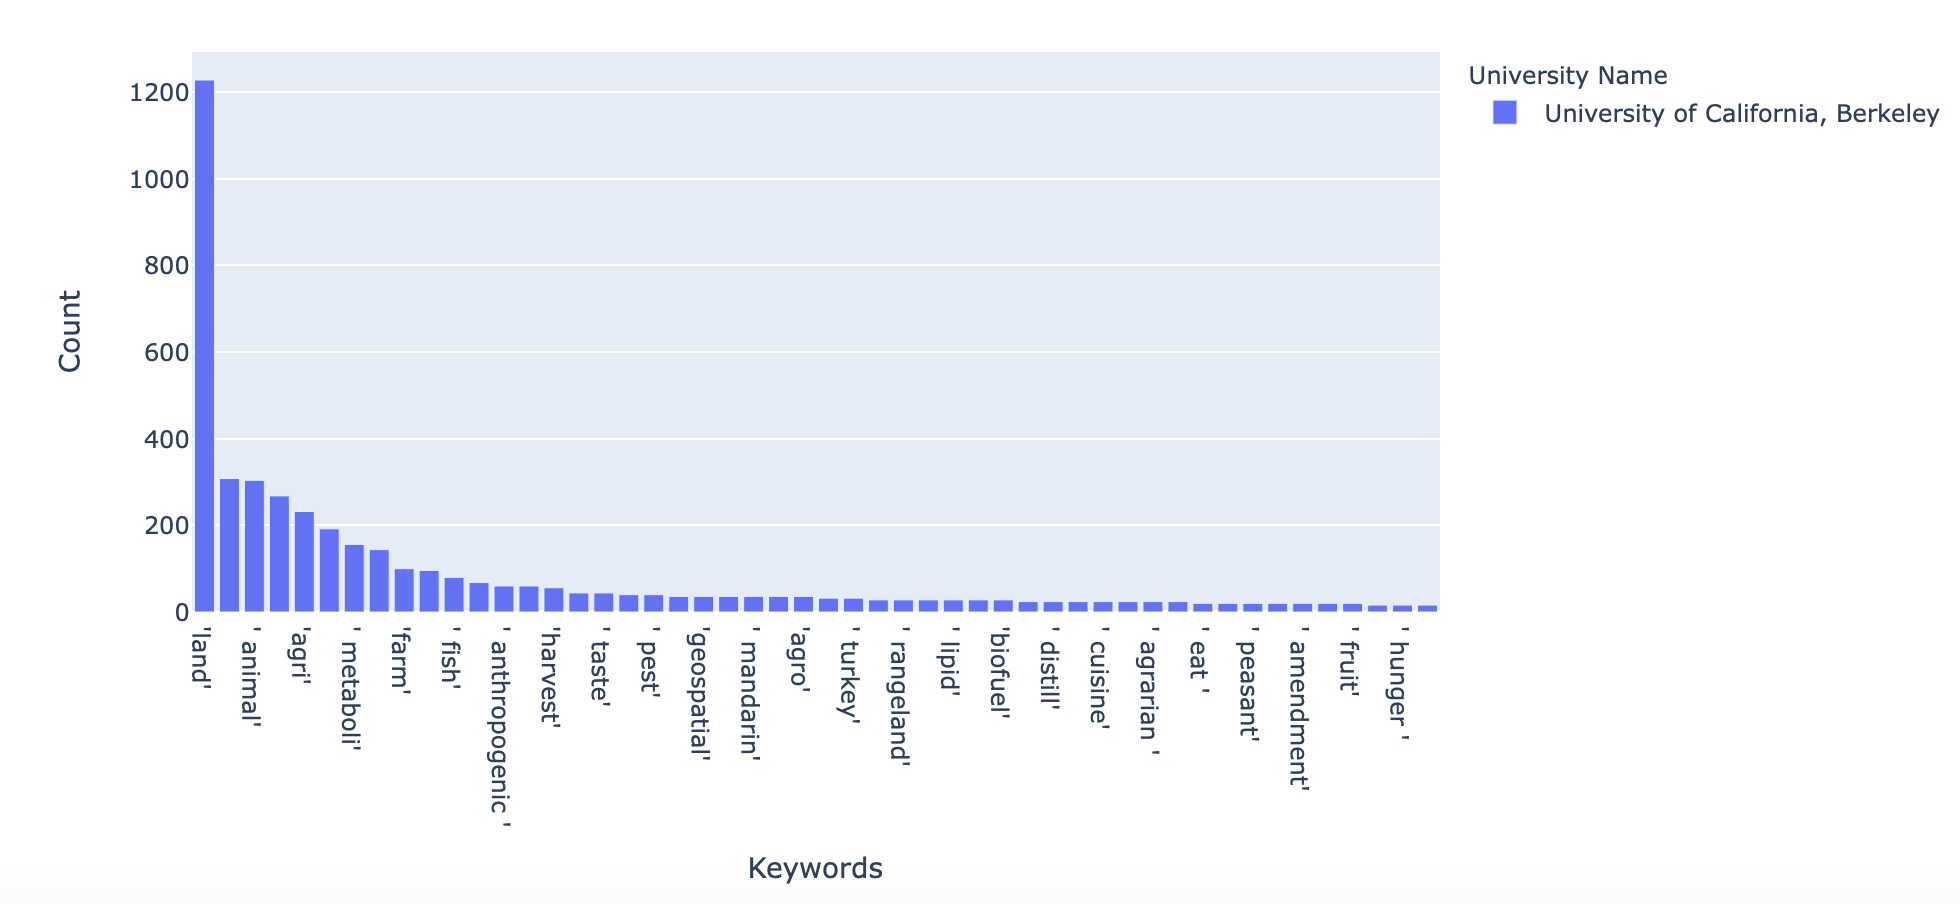 University Name
University of California, Berkeley
Count
1200
1000
800
600
400
200
0
'land'
' animal'
'agri'
' metaboli'
'farm'
' fish'
' anthropogenic '
'harvest'
' taste'
' pest'
'geospatial'
' mandarin'
'agro'
' turkey'
' rangeland'
' lipid'
'biofuel'
' distill'
' cuisine'
' agrarian '
' eat '
' peasant'
' amendment'
' fruit'
' hunger '
Keywords